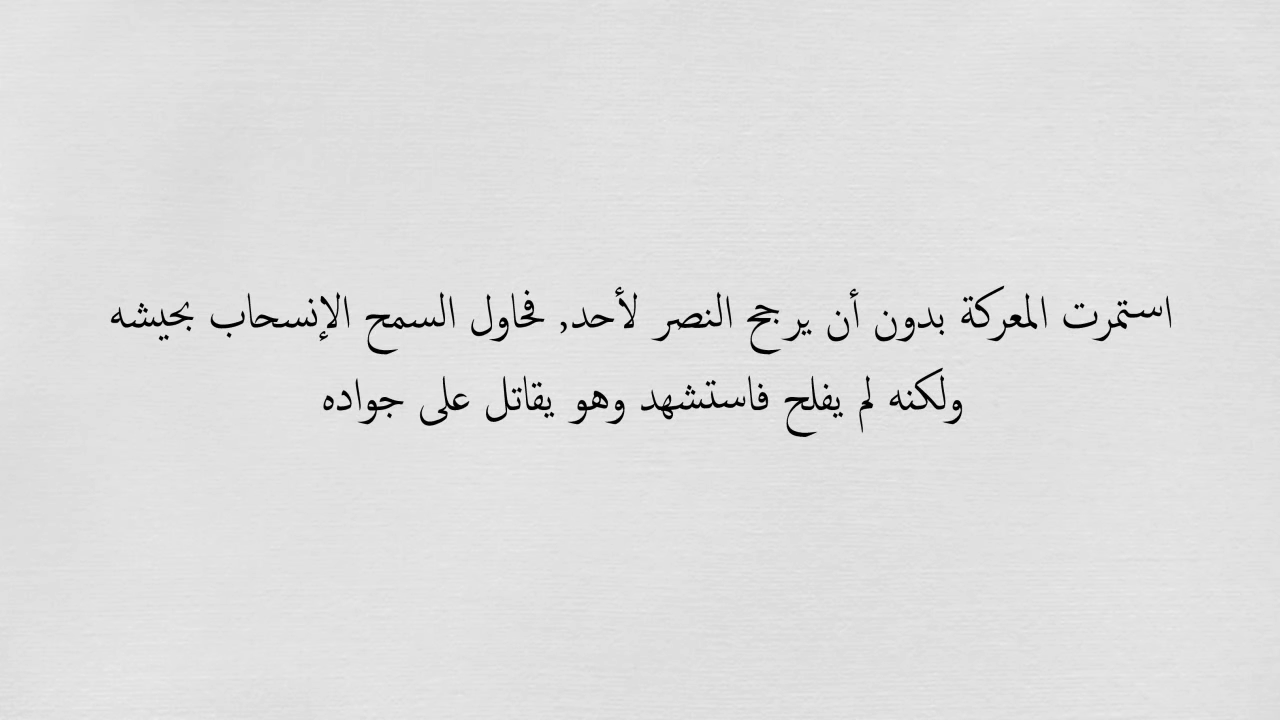 استمرت المعركة بدون أن يرجح النصر لأحد, فحاول السمح الإنسحاب بجيشه
ولكنه لم يفلح فاستشهد وهو يقاتل على جواده